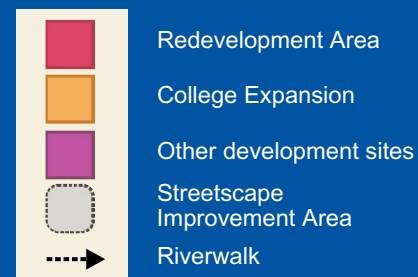 Redevelopment Area
College Expansion
Other development sites
Streetscape
Improvement Area
Riverwalk